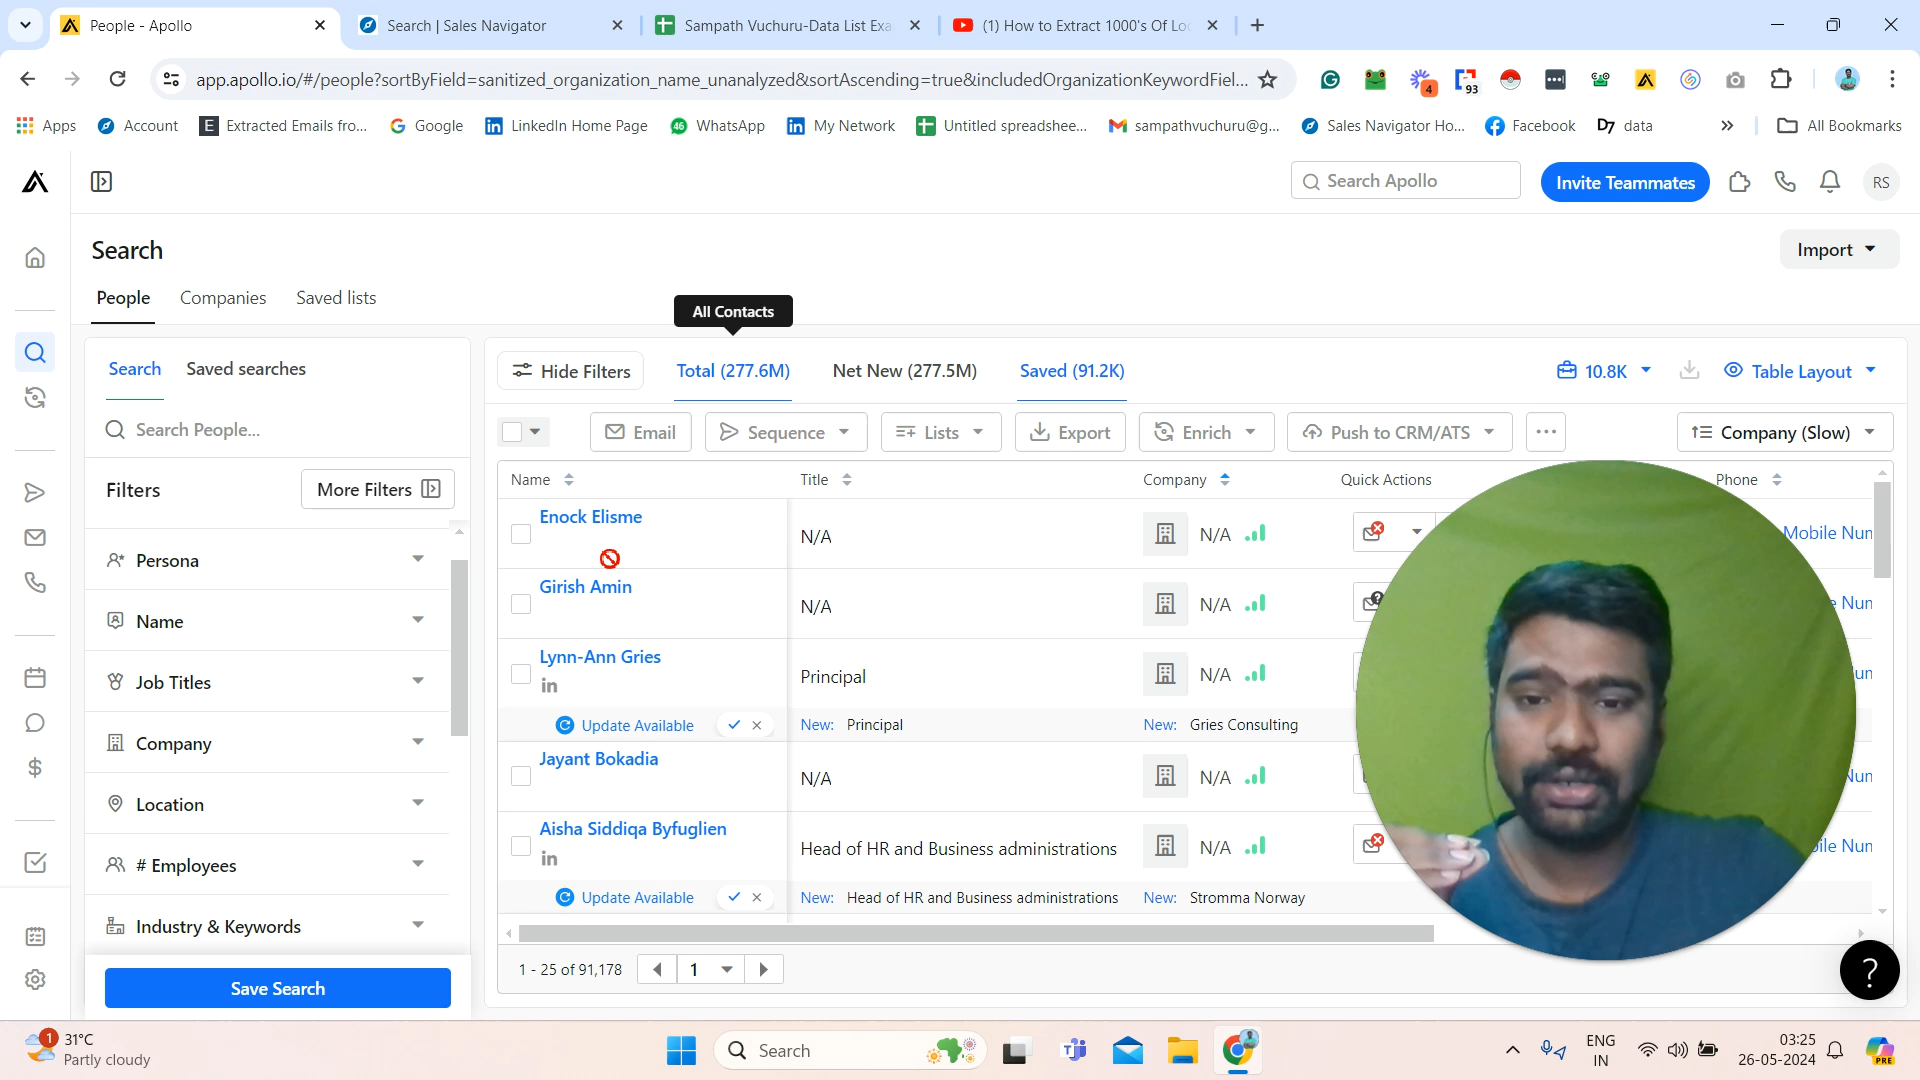 People - Apollo
Search | Sales Navigator
Sampath Vuchuru-Data List Exa
(1) How to Extract 1000's Of Lo
app.apollo.io/#/people?sortByField=sanitized_organization_name_unanalyzed&sortAscending=true&includedOrganizationKeywordFiel...
4
93
Apps
Account
E
Extracted Emails fro...
Google
LinkedIn Home Page
46
WhatsApp
My Network
Untitled spreadshee...
sampathvuchuru@g...
Sales Navigator Ho...
Facebook
D7 data
All Bookmarks
Search Apollo
Invite Teammates
RS
Search
Import
People
Companies
Saved lists
All Contacts
Search
Saved searches
Hide Filters
Total (277.6M)
Net New (277.5M)
Saved (91.2K)
10.8K
Table Layout
Search People...
Email
Sequence
Lists
Export
Enrich
Push to CRM/ATS
Company (Slow)
Filters
More Filters
Name
Title
Company
Quick Actions
Phone
Persona
Name
Job Titles
Company
Location
# Employees
Industry & Keywords
Save Search
Enock Elisme
N/A
N/A
Mobile Num
Girish Amin
N/A
N/A
Lynn-Ann Gries
Principal
N/A
Update Available
New: Principal
New: Gries Consulting
Jayant Bokadia
N/A
N/A
Aisha Siddiqa Byfuglien
Head of HR and Business administrations
N/A
Update Available
New: Head of HR and Business administrations
New: Stromma Norway
1 - 25 of 91,178
1
?
1
31°C
Partly cloudy
Search
ENG
IN
03:25
26-05-2024
PRE